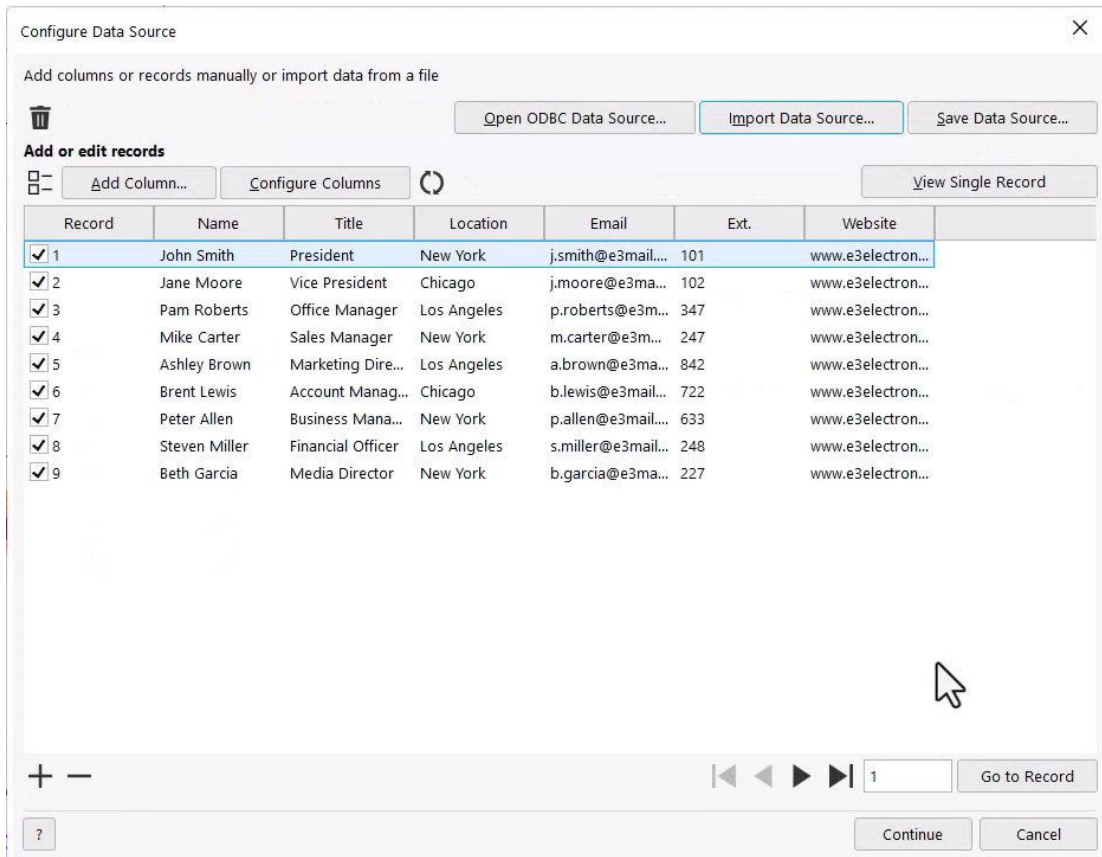 Configure Data Source
Add columns or records manually or import data from a file
Open ODBC Data Source... Import Data Source... Save Data Source...
Add or edit records
Add Column... Configure Columns View Single Record
Record Name Title Location Email Ext. Website
1 John Smith President New York j.smith@e3mail.... 101 www.e3electron...
2 Jane Moore Vice President Chicago j.moore@e3ma... 102 www.e3electron...
3 Pam Roberts Office Manager Los Angeles p.roberts@e3m... 347 www.e3electron...
4 Mike Carter Sales Manager New York m.carter@e3m... 247 www.e3electron...
5 Ashley Brown Marketing Dire... Los Angeles a.brown@e3ma... 842 www.e3electron...
6 Brent Lewis Account Manag... Chicago b.lewis@e3mail... 722 www.e3electron...
7 Peter Allen Business Mana... New York p.allen@e3mail.... 633 www.e3electron...
8 Steven Miller Financial Officer Los Angeles s.miller@e3mail... 248 www.e3electron...
9 Beth Garcia Media Director New York b.garcia@e3ma... 227 www.e3electron...
1 Go to Record
? Continue Cancel